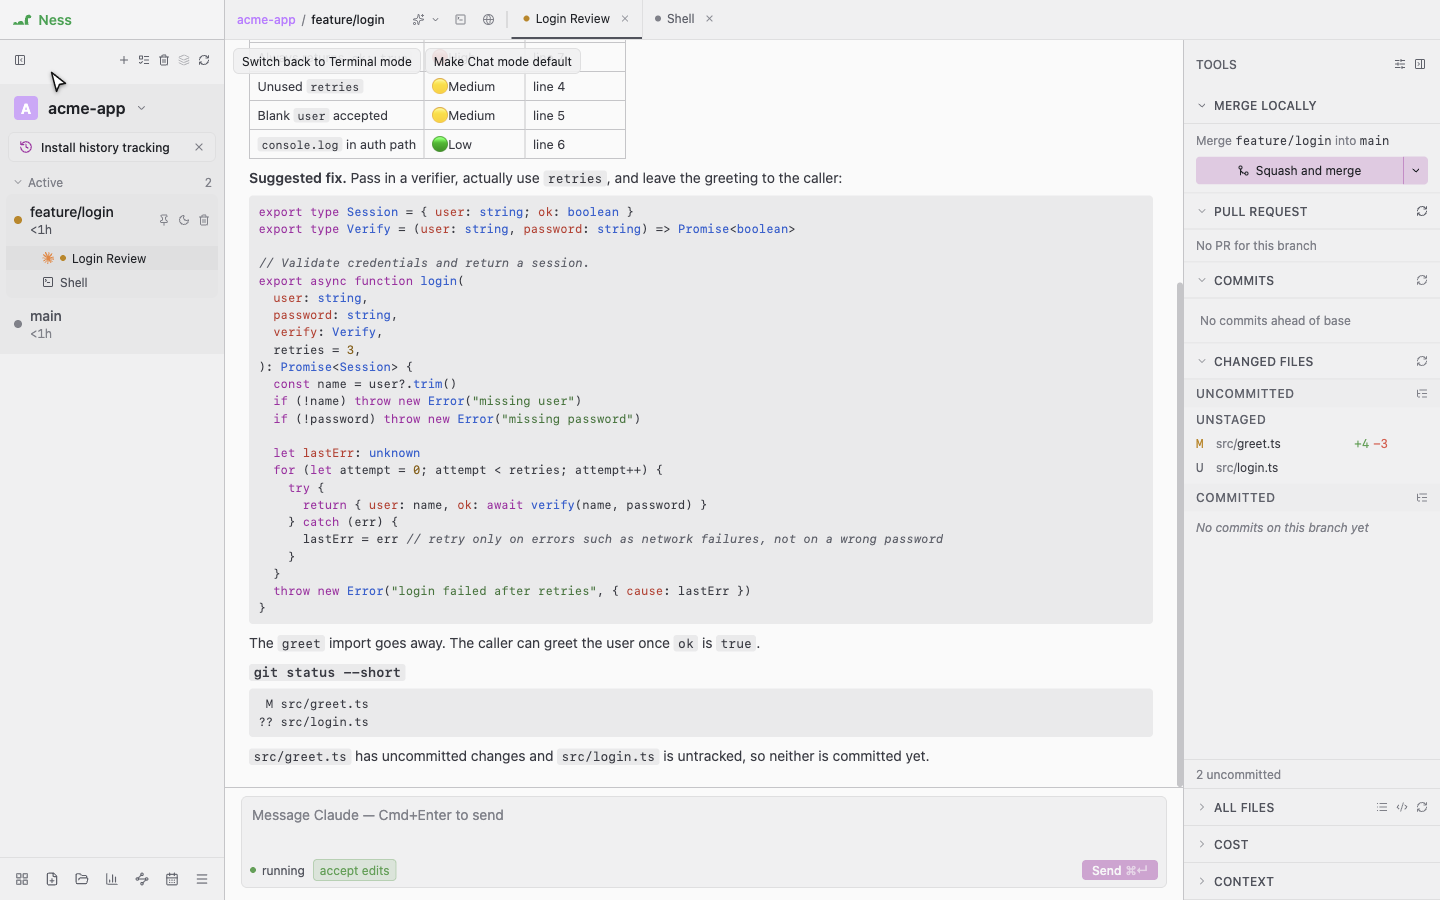 Ness
acme-app / feature/login
Login Review ×
Shell ×
A acme-app
Install history tracking ×
Active 2
feature/login
<1h
Login Review
Shell
main
<1h
Switch back to Terminal mode
Make Chat mode default
Unused retries Medium line 4
Blank user accepted Medium line 5
console.log in auth path Low line 6
Suggested fix. Pass in a verifier, actually use retries, and leave the greeting to the caller:
export type Session = { user: string; ok: boolean }
export type Verify = (user: string, password: string) => Promise<boolean>
// Validate credentials and return a session.
export async function login(
  user: string,
  password: string,
  verify: Verify,
  retries = 3,
): Promise<Session> {
  const name = user?.trim()
  if (!name) throw new Error("missing user")
  if (!password) throw new Error("missing password")
  let lastErr: unknown
  for (let attempt = 0; attempt < retries; attempt++) {
    try {
      return { user: name, ok: await verify(name, password) }
    } catch (err) {
      lastErr = err // retry only on errors such as network failures, not on a wrong password
    }
  }
  throw new Error("login failed after retries", { cause: lastErr })
}
The greet import goes away. The caller can greet the user once ok is true.
git status --short
 M src/greet.ts
?? src/login.ts
src/greet.ts has uncommitted changes and src/login.ts is untracked, so neither is committed yet.
Message Claude — Cmd+Enter to send
running
accept edits
Send ⌘↵
TOOLS
MERGE LOCALLY
Merge feature/login into main
Squash and merge
PULL REQUEST
No PR for this branch
COMMITS
No commits ahead of base
CHANGED FILES
UNCOMMITTED
UNSTAGED
M src/greet.ts +4 −3
U src/login.ts
COMMITTED
No commits on this branch yet
2 uncommitted
ALL FILES
COST
CONTEXT